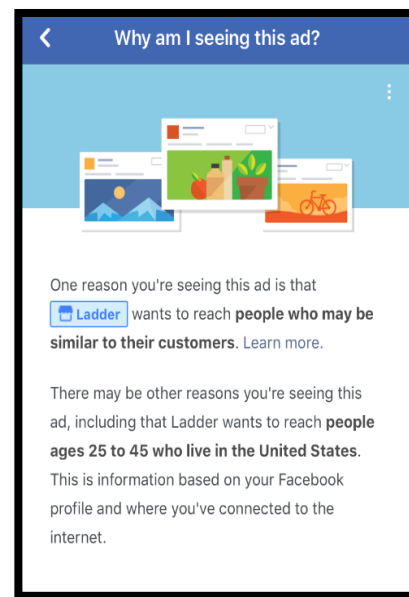 Why am I seeing this ad?
One reason you're seeing this ad is that
Ladder wants to reach people who may be
similar to their customers. Learn more.
There may be other reasons you're seeing this
ad, including that Ladder wants to reach people
ages 25 to 45 who live in the United States.
This is information based on your Facebook
profile and where you've connected to the
internet.